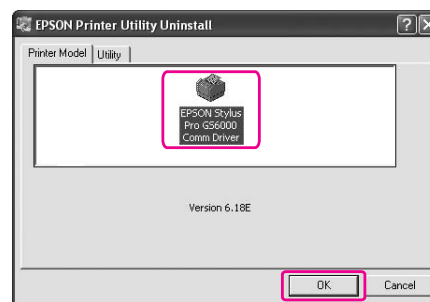 EPSON Printer Utility Uninstall
Printer Model Utility
EPSON Stylus
Pro GS6000
Comm Driver
Version 6.18E
OK Cancel